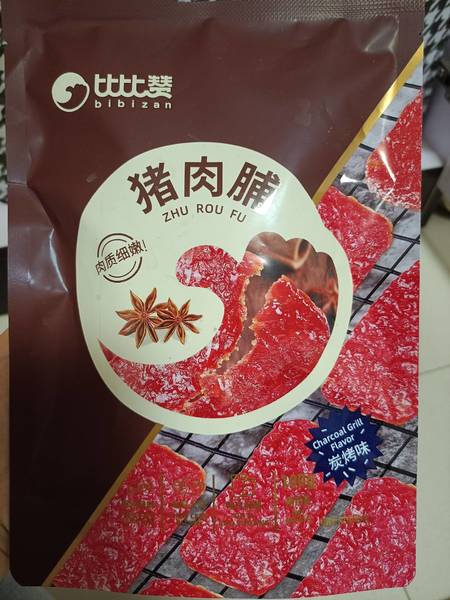 比比赞
bibizan
猪肉脯
ZHU ROU FU
肉质细嫩!
Charcoal Grill
Flavor
炭烤味